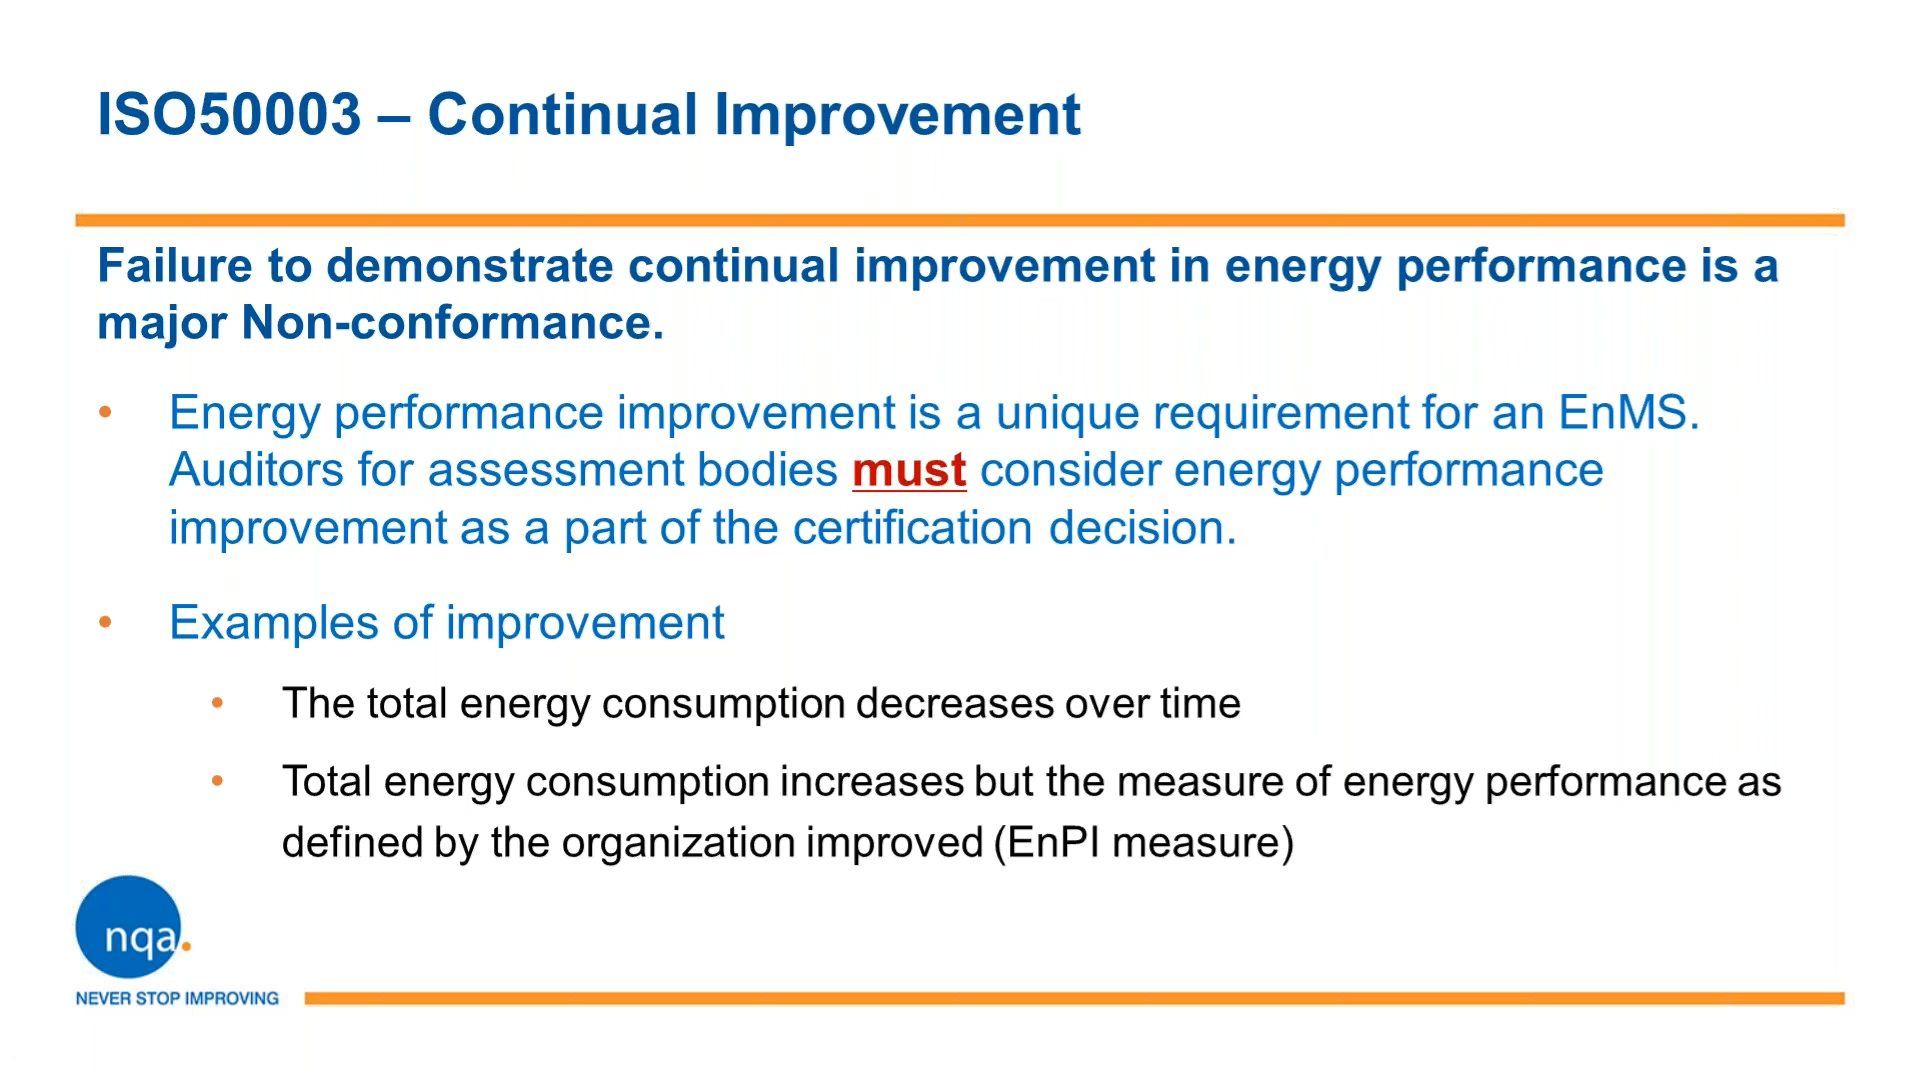 ISO50003 – Continual Improvement
Failure to demonstrate continual improvement in energy performance is a
major Non-conformance.
• Energy performance improvement is a unique requirement for an EnMS.
Auditors for assessment bodies must consider energy performance
improvement as a part of the certification decision.
• Examples of improvement
• The total energy consumption decreases over time
• Total energy consumption increases but the measure of energy performance as
defined by the organization improved (EnPI measure)
nqa.
NEVER STOP IMPROVING